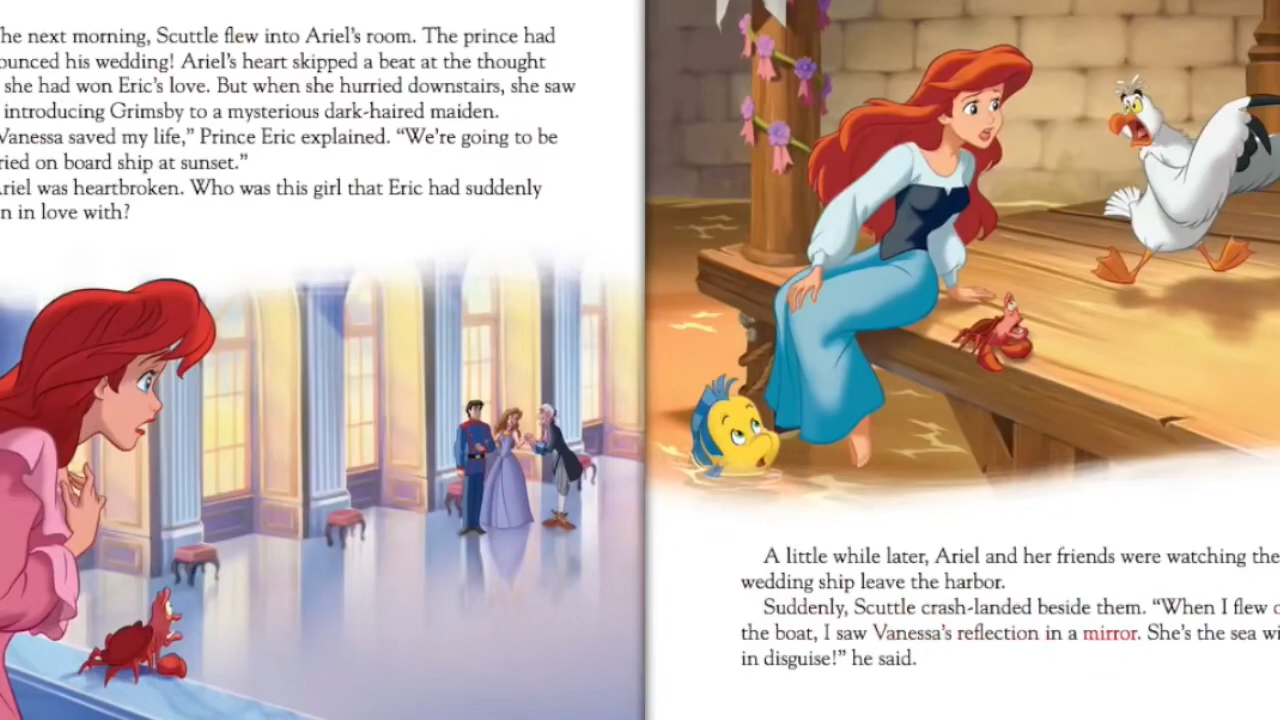 he next morning, Scuttle flew into Ariel's room. The prince had
ounced his wedding! Ariel's heart skipped a beat at the thought
she had won Eric's love. But when she hurried downstairs, she saw
introducing Grimsby to a mysterious dark-haired maiden.
Vanessa saved my life,” Prince Eric explained. “We're going to be
ried on board ship at sunset.”
riel was heartbroken. Who was this girl that Eric had suddenly
n in love with?
A little while later, Ariel and her friends were watching the
wedding ship leave the harbor.
Suddenly, Scuttle crash-landed beside them. “When I flew
the boat, I saw Vanessa's reflection in a mirror. She's the sea wi
in disguise!” he said.